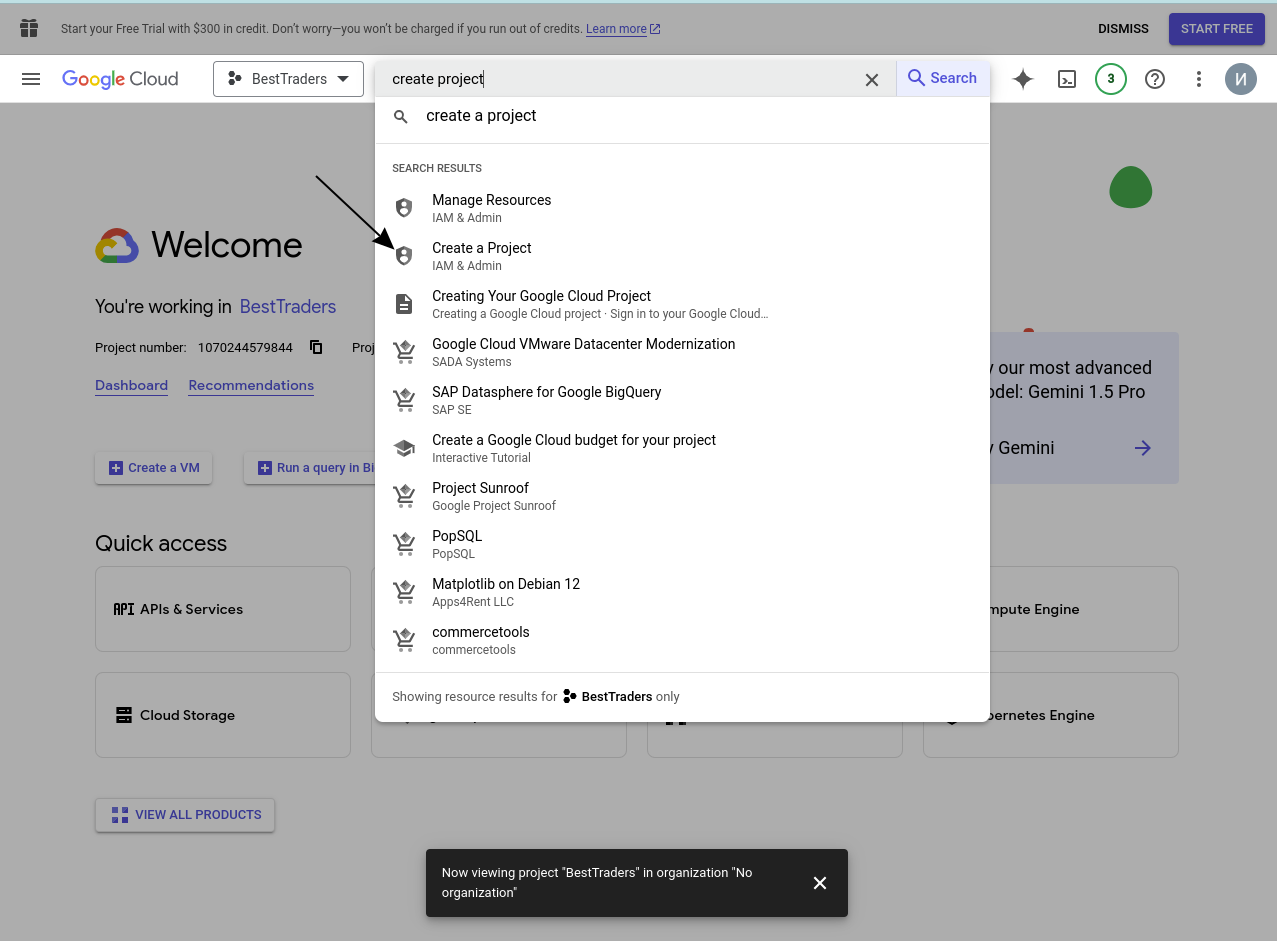 Start your Free Trial with $300 in credit. Don't worry—you won't be charged if you run out of credits. Learn more
DISMISS
START FREE
Google Cloud
BestTraders
create project
Search
3
И
create a project
SEARCH RESULTS
Manage Resources
IAM & Admin
Create a Project
IAM & Admin
Creating Your Google Cloud Project
Creating a Google Cloud project · Sign in to your Google Cloud…
Google Cloud VMware Datacenter Modernization
SADA Systems
SAP Datasphere for Google BigQuery
SAP SE
Create a Google Cloud budget for your project
Interactive Tutorial
Project Sunroof
Google Project Sunroof
PopSQL
PopSQL
Matplotlib on Debian 12
Apps4Rent LLC
commercetools
commercetools
Showing resource results for BestTraders only
Welcome
You're working in BestTraders
Project number: 1070244579844
Dashboard
Recommendations
our most advanced
Gemini 1.5 Pro
Gemini
Create a VM
Run a query in
Quick access
API APIs & Services
Engine
Cloud Storage
Engine
VIEW ALL PRODUCTS
Now viewing project "BestTraders" in organization "No
organization"